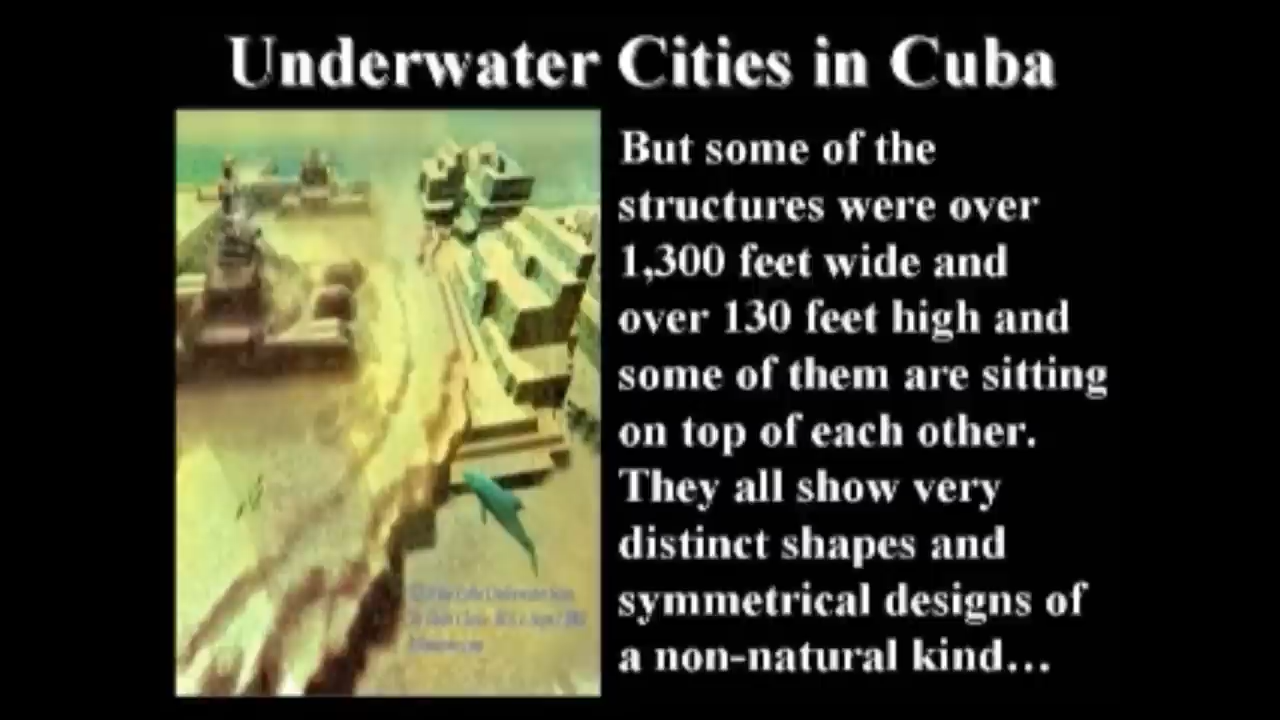 Underwater Cities in Cuba
But some of the
structures were over
1,300 feet wide and
over 130 feet high and
some of them are sitting
on top of each other.
They all show very
distinct shapes and
symmetrical designs of
a non-natural kind...